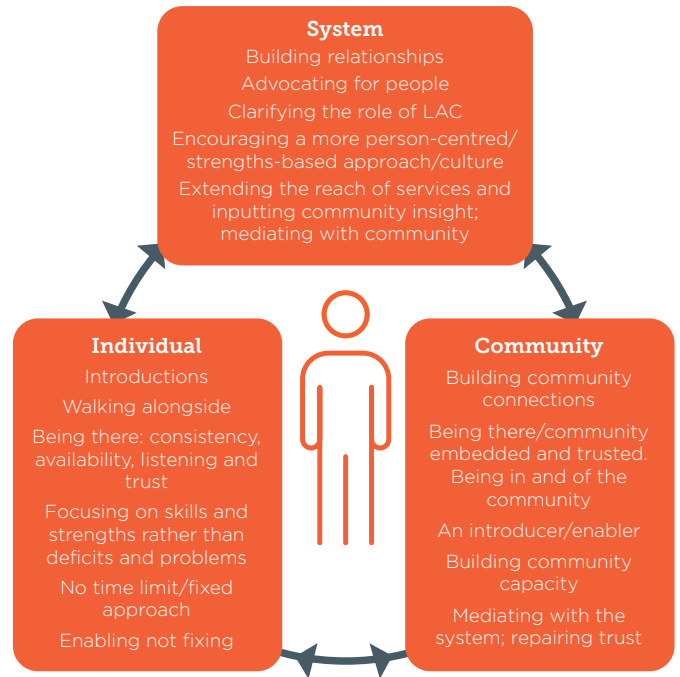 System
Building relationships
Advocating for people
Clarifying the role of LAC
Encouraging a more person-centred/
strengths-based approach/culture
Extending the reach of services and
inputting community insight;
mediating with community
Individual
Introductions
Walking alongside
Being there: consistency,
availability, listening and
trust
Focusing on skills and
strengths rather than
deficits and problems
No time limit/fixed
approach
Enabling not fixing
Community
Building community
connections
Being there/community
embedded and trusted.
Being in and of the
community
An introducer/enabler
Building community
capacity
Mediating with the
system; repairing trust